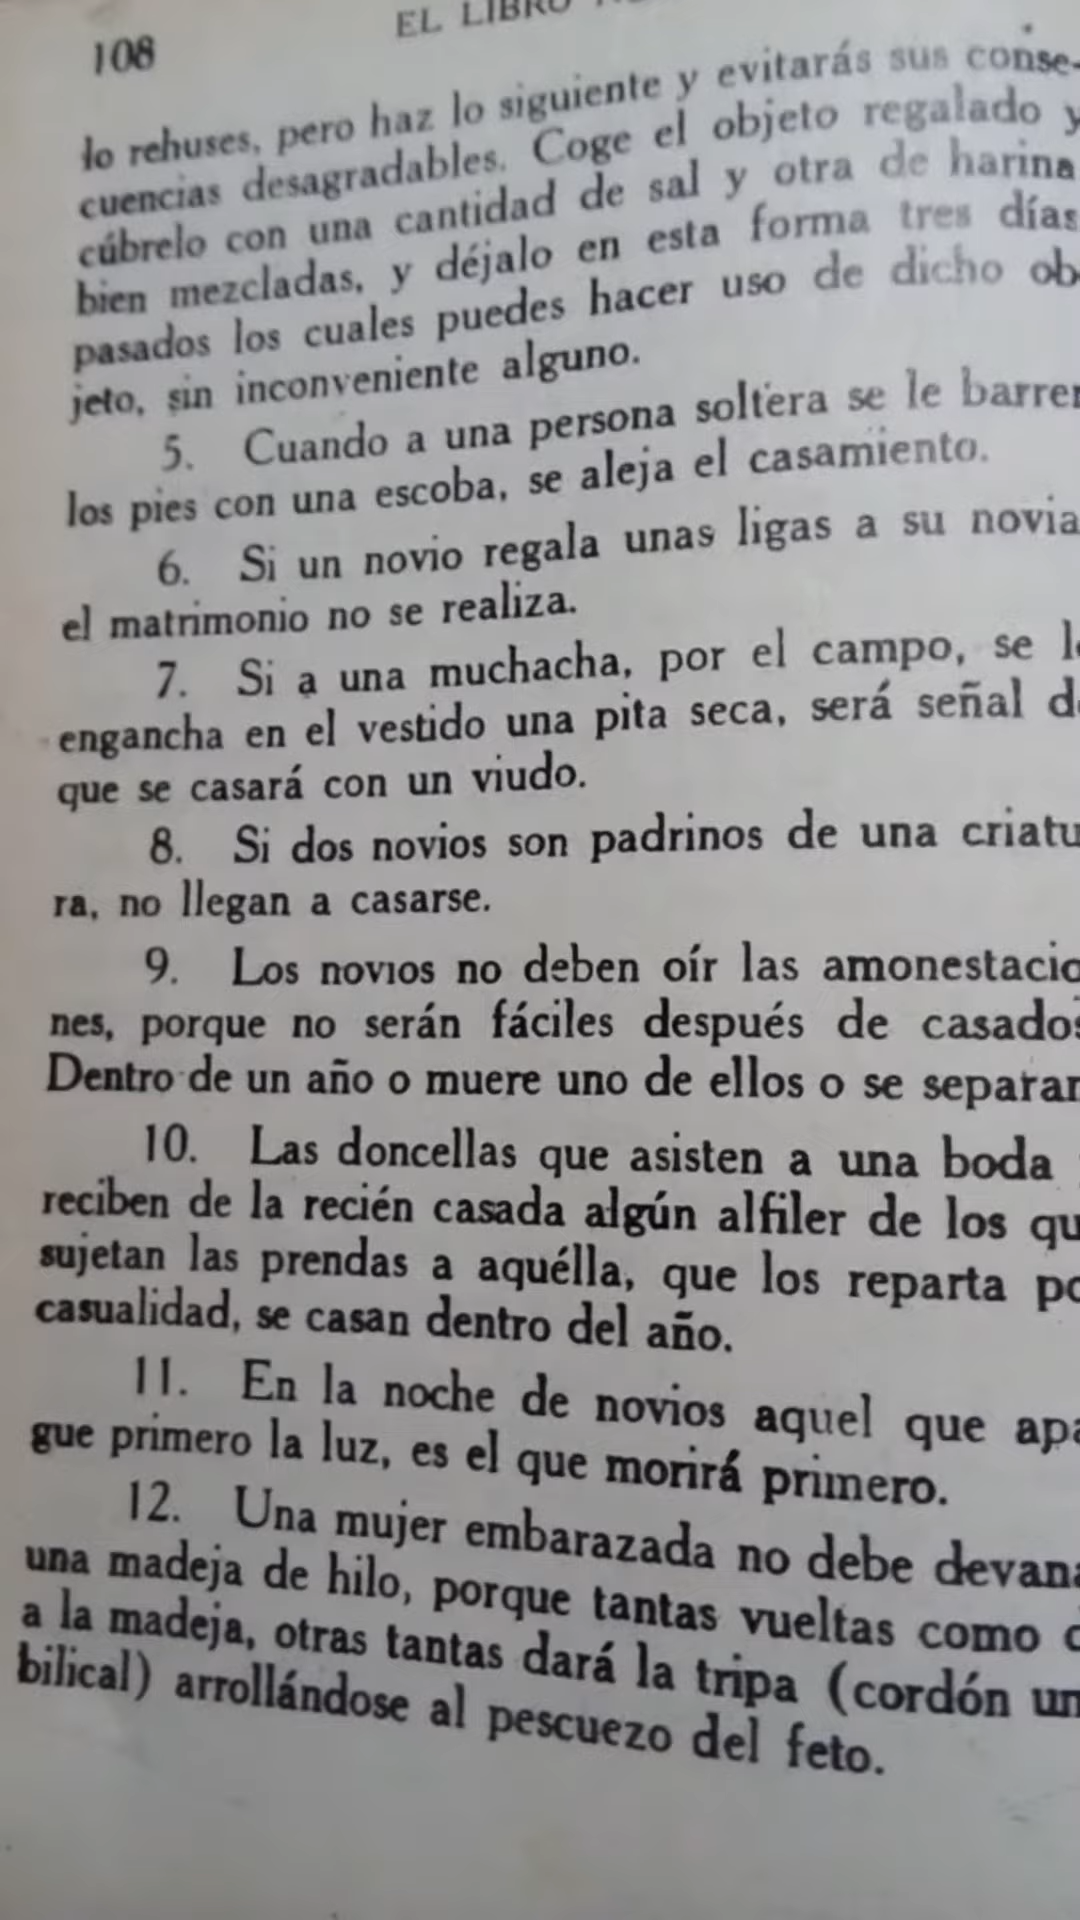 108
EL LIBRO
lo rehuses, pero haz lo siguiente y evitarás sus conse-
cuencias desagradables. Coge el objeto regalado y
cúbrelo con una cantidad de sal y otra de harina
bien mezcladas, y déjalo en esta forma tres días
pasados los cuales puedes hacer uso de dicho ob-
jeto, sin inconveniente alguno.
5. Cuando a una persona soltera se le barren
los pies con una escoba, se aleja el casamiento.
6. Si un novio regala unas ligas a su novia
el matrimonio no se realiza.
7. Si a una muchacha, por el campo, se l
engancha en el vestido una pita seca, será señal d
que se casará con un viudo.
8. Si dos novios son padrinos de una criatu
ra, no llegan a casarse.
9. Los novios no deben oír las amonestacio
nes, porque no serán fáciles después de casados
Dentro de un año o muere uno de ellos o se separan
10. Las doncellas que asisten a una boda
reciben de la recién casada algún alfiler de los qu
sujetan las prendas a aquélla, que los reparta po
casualidad, se casan dentro del año.
11. En la noche de novios aquel que apa
gue primero la luz, es el que morirá primero.
12. Una mujer embarazada no debe devana
una madeja de hilo, porque tantas vueltas como d
a la madeja, otras tantas dará la tripa (cordón um
bilical) arrollándose al pescuezo del feto.